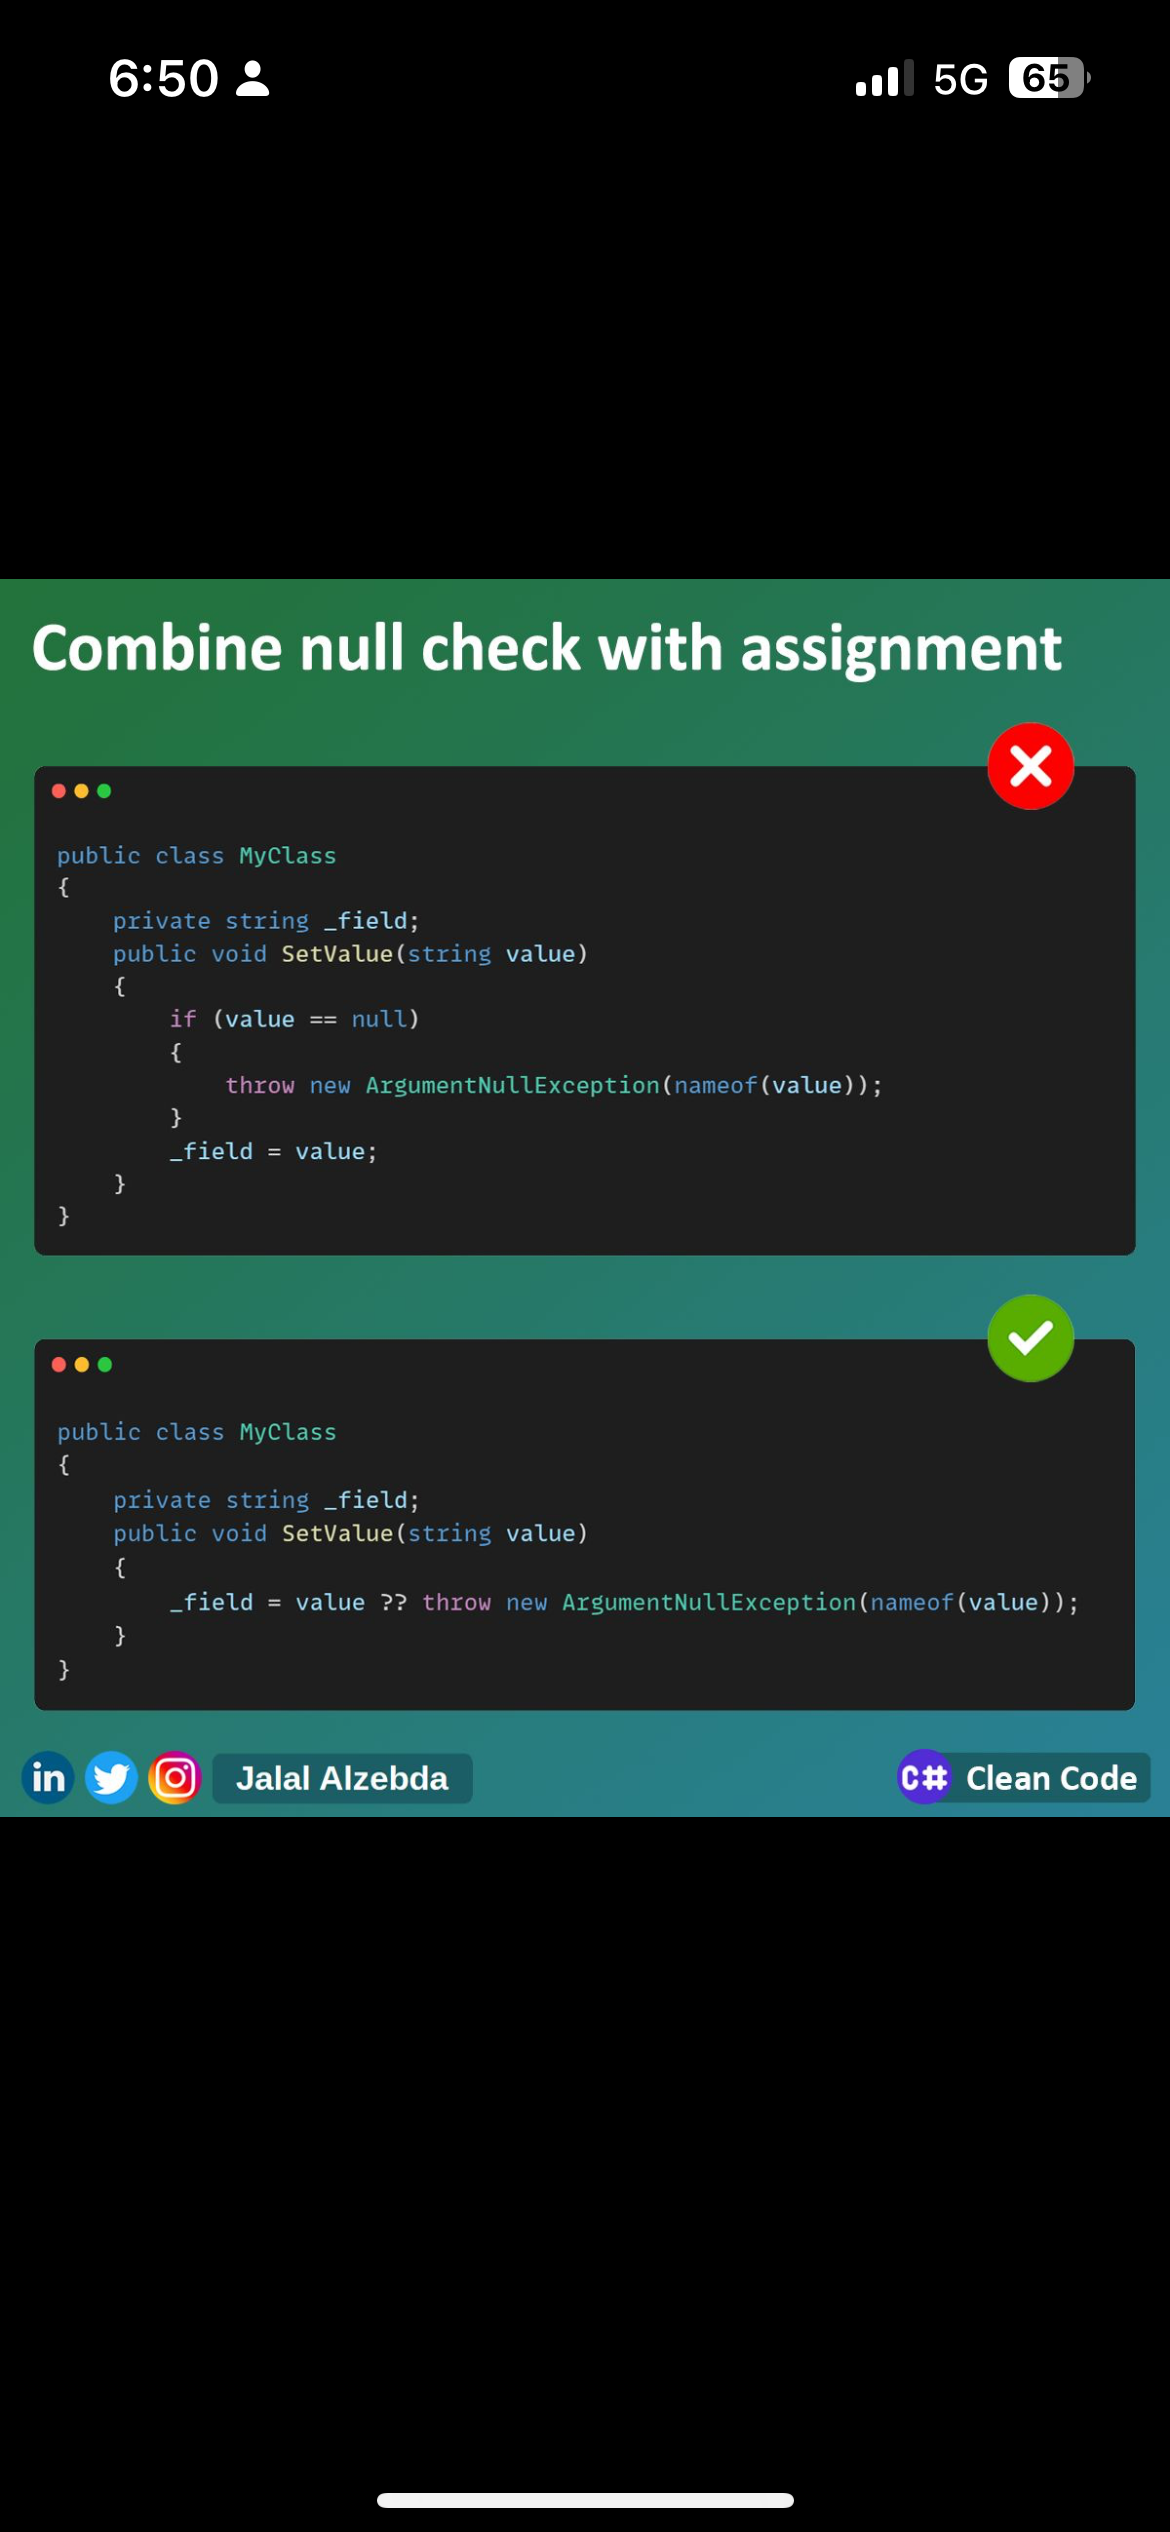 6:50
5G 65
Combine null check with assignment
public class MyClass
{
    private string _field;
    public void SetValue(string value)
    {
        if (value == null)
        {
            throw new ArgumentNullException(nameof(value));
        }
        _field = value;
    }
}
public class MyClass
{
    private string _field;
    public void SetValue(string value)
    {
        _field = value ?? throw new ArgumentNullException(nameof(value));
    }
}
in Jalal Alzebda
C# Clean Code